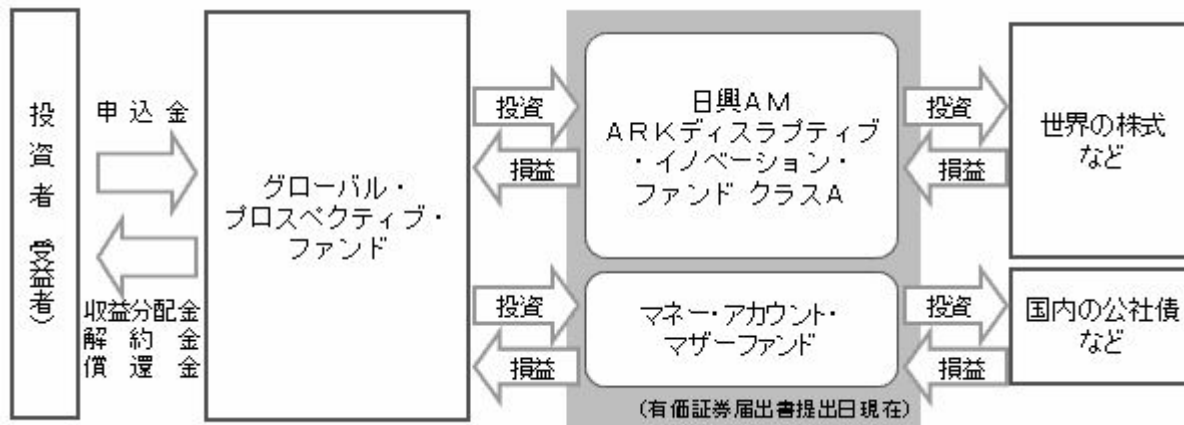 投資者 受益者）
申込金
収益分配金
解約金
償還金
グローバル・
プロスペクティブ・
ファンド
投資
損益
投資
損益
日興AM
ARKディスラプティブ
・イノベーション・
ファンド クラスA
マネー・アカウント・
マザーファンド
（有価証券届出書提出日現在）
投資
損益
投資
損益
世界の株式
など
国内の公社債
など